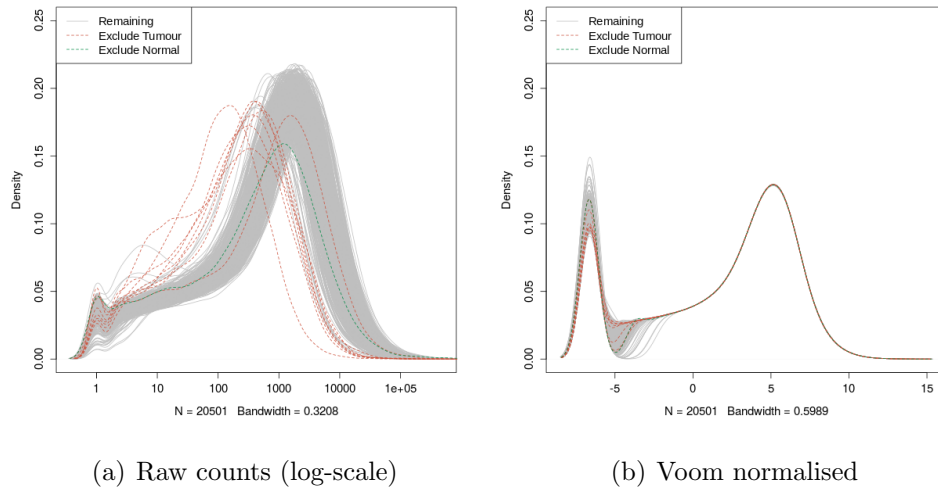 Remaining
Exclude Tumour
Exclude Normal
Density
0.00
0.05
0.10
0.15
0.20
0.25
1
10
100
1000
10000
1e+05
N = 20501 Bandwidth = 0.3208
(a) Raw counts (log-scale)
Remaining
Exclude Tumour
Exclude Normal
Density
0.00
0.05
0.10
0.15
0.20
0.25
-5
0
5
10
15
N = 20501 Bandwidth = 0.5989
(b) Voom normalised